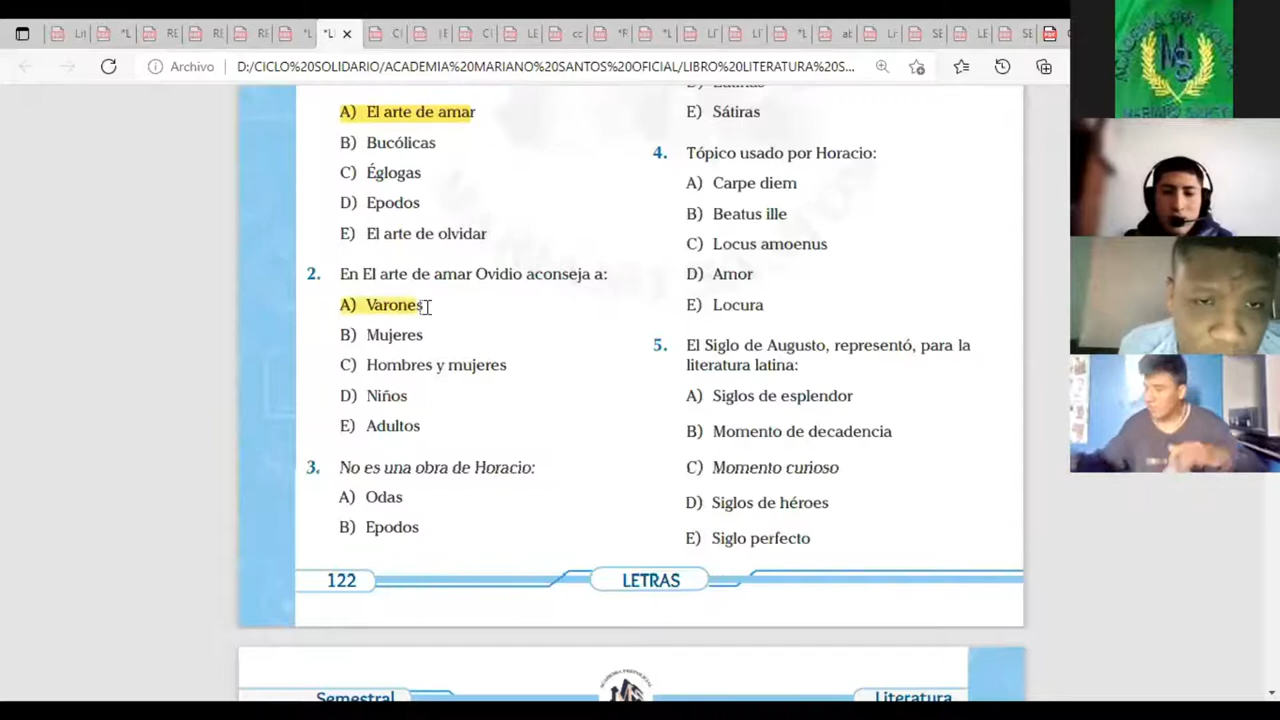 Archivo
D:/CICLO%20SOLIDARIO/ACADEMIA%20MARIANO%20SANTOS%20OFICIAL/LIBRO%20LITERATURA%20S...
A) El arte de amar
B) Bucólicas
C) Églogas
D) Epodos
E) El arte de olvidar
2. En El arte de amar Ovidio aconseja a:
A) Varones
B) Mujeres
C) Hombres y mujeres
D) Niños
E) Adultos
3. No es una obra de Horacio:
A) Odas
B) Epodos
E) Sátiras
4. Tópico usado por Horacio:
A) Carpe diem
B) Beatus ille
C) Locus amoenus
D) Amor
E) Locura
5. El Siglo de Augusto, representó, para la
literatura latina:
A) Siglos de esplendor
B) Momento de decadencia
C) Momento curioso
D) Siglos de héroes
E) Siglo perfecto
122
LETRAS
Semestral
Literatura